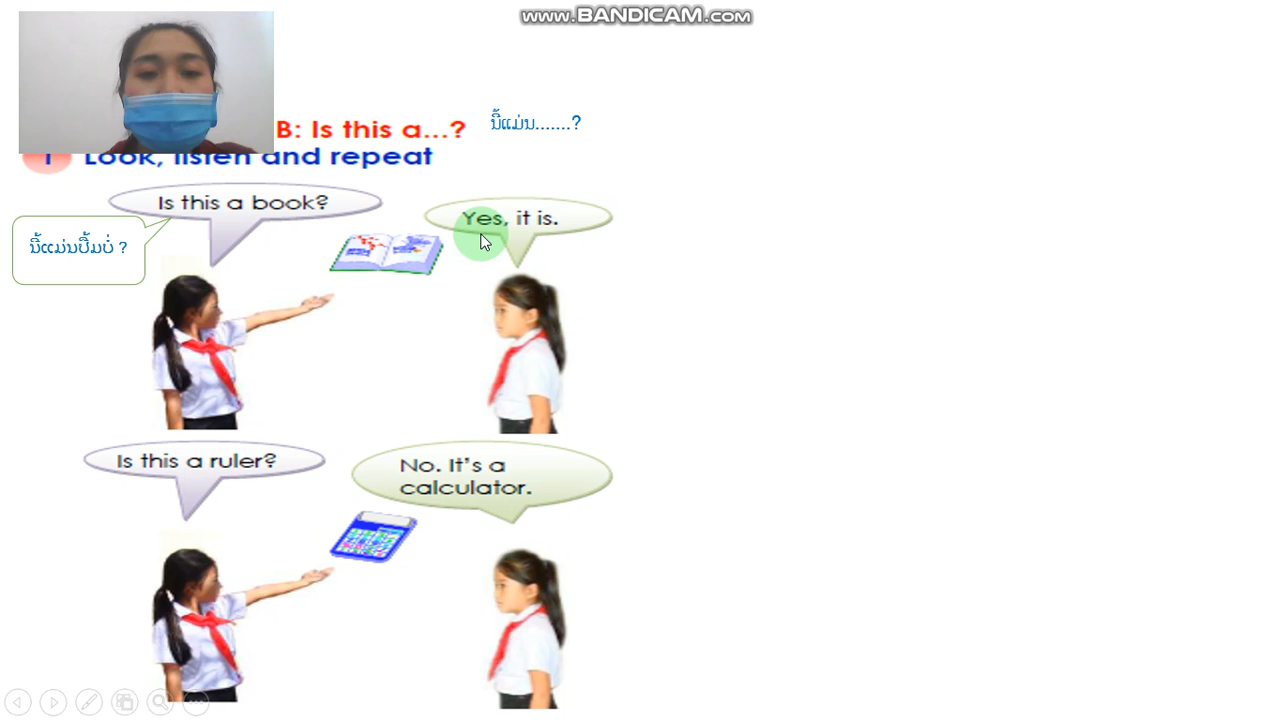 www.BANDICAM.com
B: Is this a...?
ນີ້ແມ່ນ.......?
1 Look, listen and repeat
Is this a book?
Yes, it is.
ນີ້ແມ່ນປຶ້ມບໍ່ ?
Is this a ruler?
No. It's a
calculator.